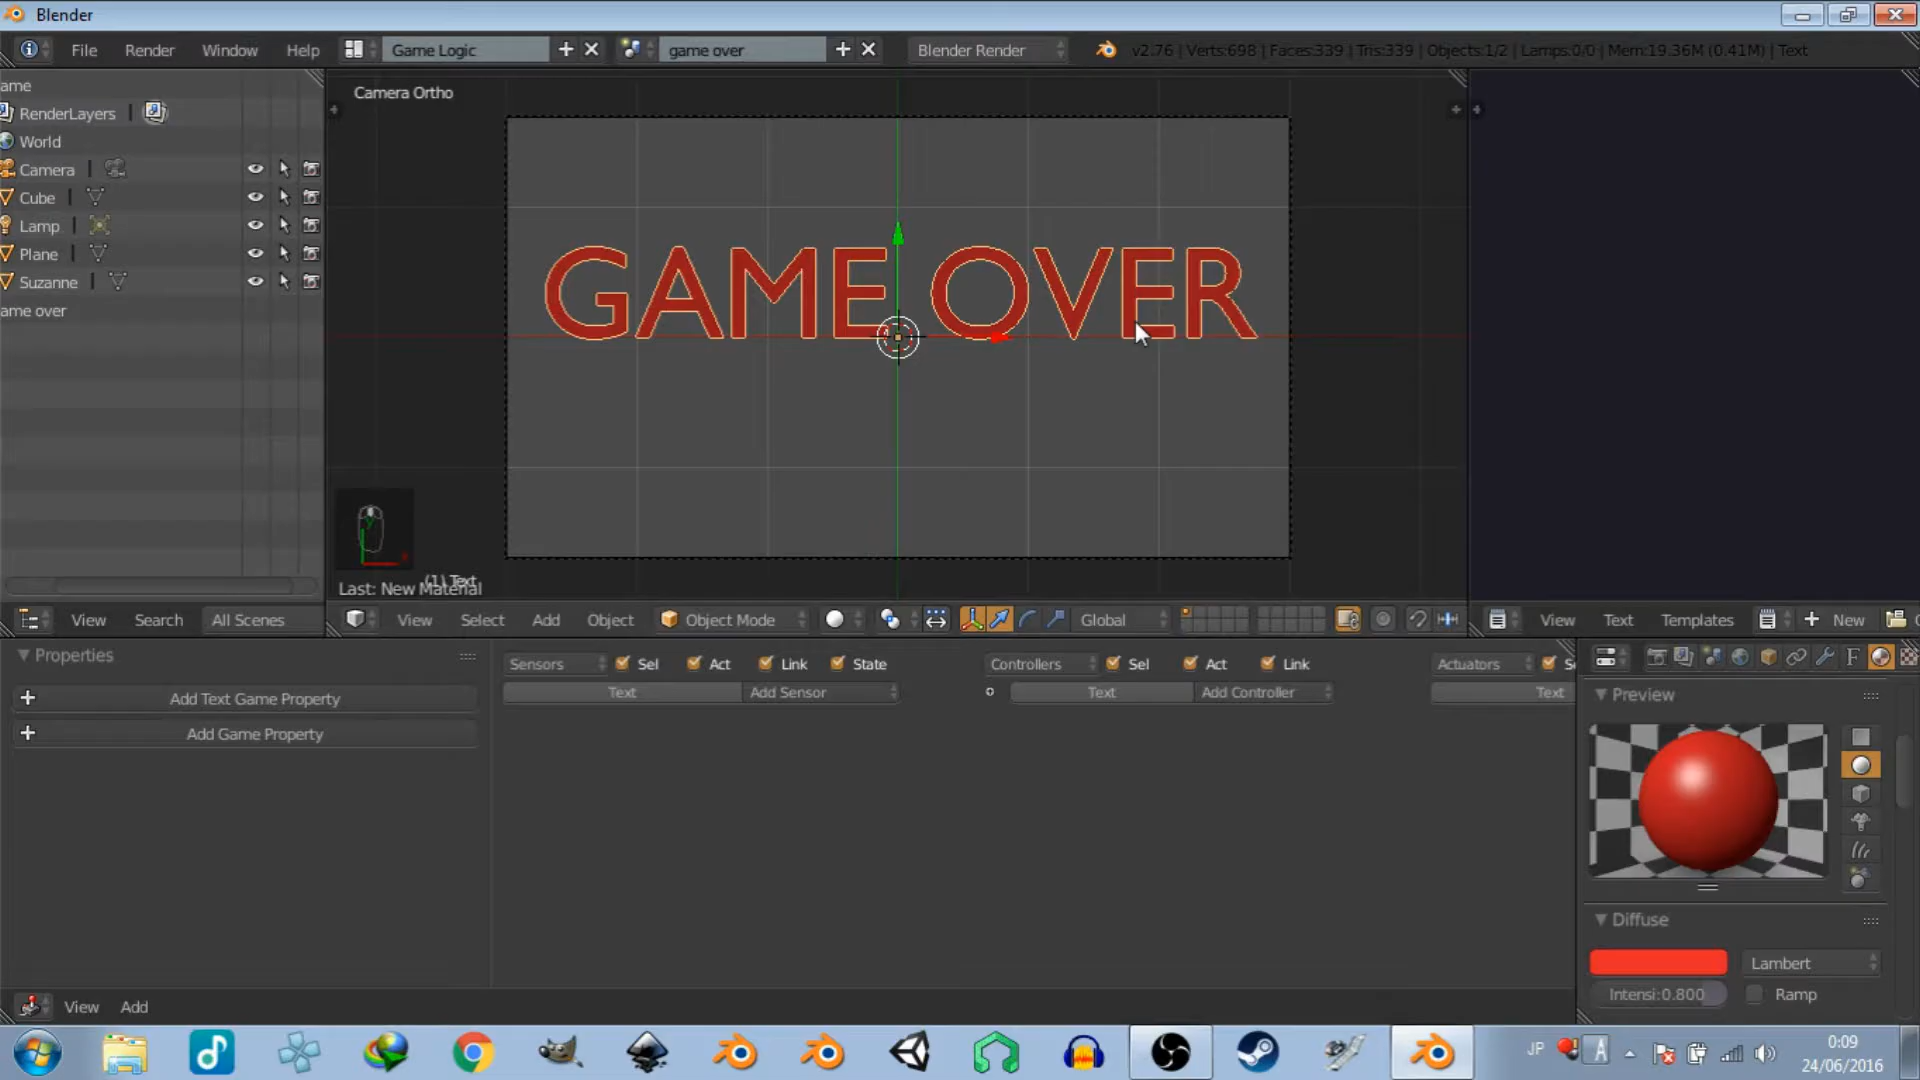 Blender
File Render Window Help Game Logic game over Blender Render v2.76 | Verts:698 | Faces:339 | Tris:339 | Objects:1/2 | Lamps:0/0 | Mem:19.36M (0.41M) | Text
ame
RenderLayers |
World
Camera |
Cube |
Lamp |
Plane |
Suzanne |
ame over
View Search All Scenes
Camera Ortho
GAME OVER
(1) Text
Last: New Material
View Select Add Object Object Mode Global
View Text Templates New
Properties
Add Text Game Property
Add Game Property
Sensors Sel Act Link State
Text Add Sensor
Controllers Sel Act Link
Text Add Controller
Actuators
Text
Preview
Diffuse
Lambert
Intensi:0.800 Ramp
View Add
JP A
0:09
24/06/2016